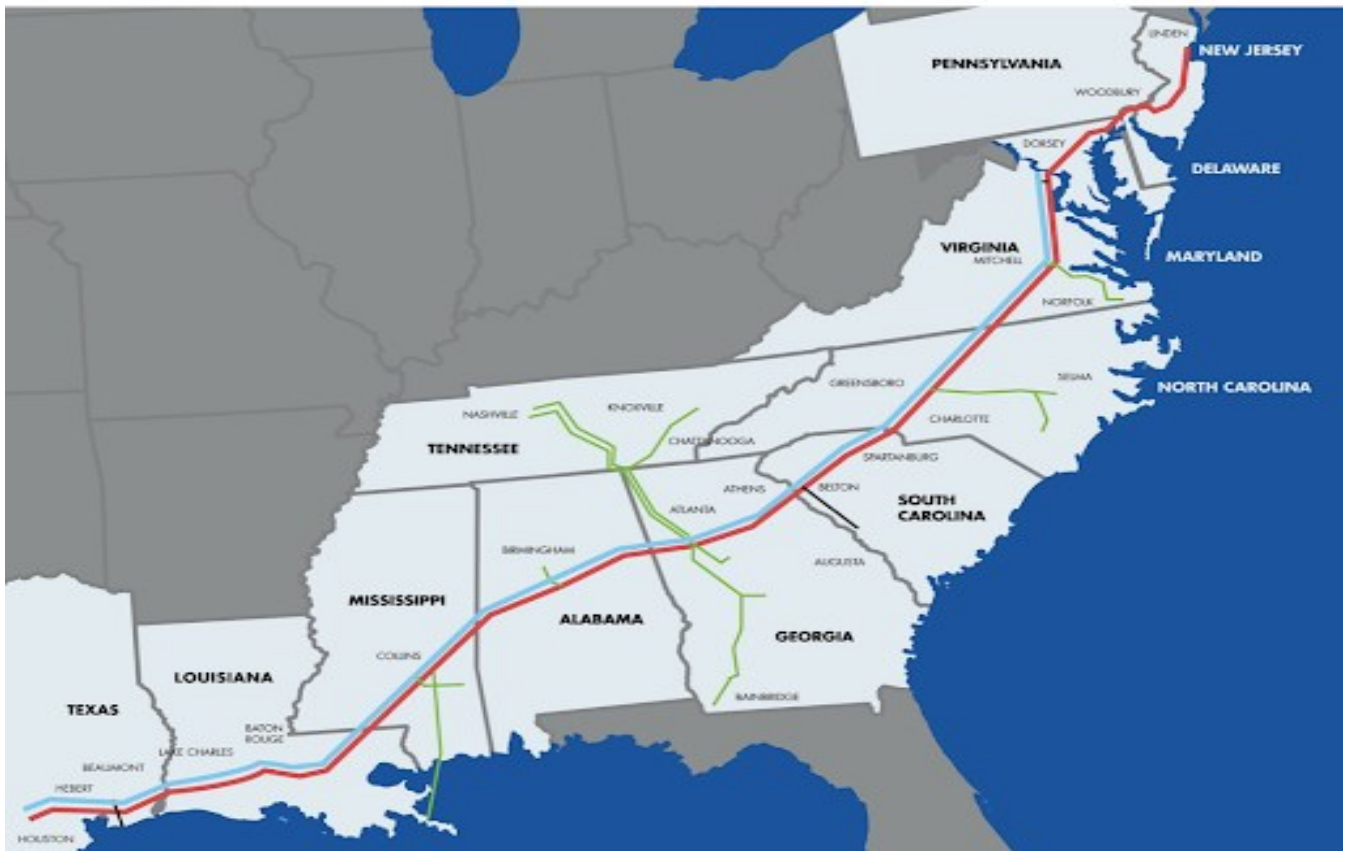 LINDEN
NEW JERSEY
PENNSYLVANIA
WOODBURY
DORSEY
DELAWARE
VIRGINIA
MITCHELL
MARYLAND
NORFOLK
GREENSBORO
SELMA
NORTH CAROLINA
NASHVILLE
KNOXVILLE
CHARLOTTE
TENNESSEE
CHATTANOOGA
SPARTANBURG
ATHENS
BELTON
SOUTH
CAROLINA
ATLANTA
BIRMINGHAM
AUGUSTA
MISSISSIPPI
ALABAMA
GEORGIA
COLLINS
LOUISIANA
BAINBRIDGE
TEXAS
BATON
ROUGE
LAKE CHARLES
BEAUMONT
HEBERT
HOUSTON